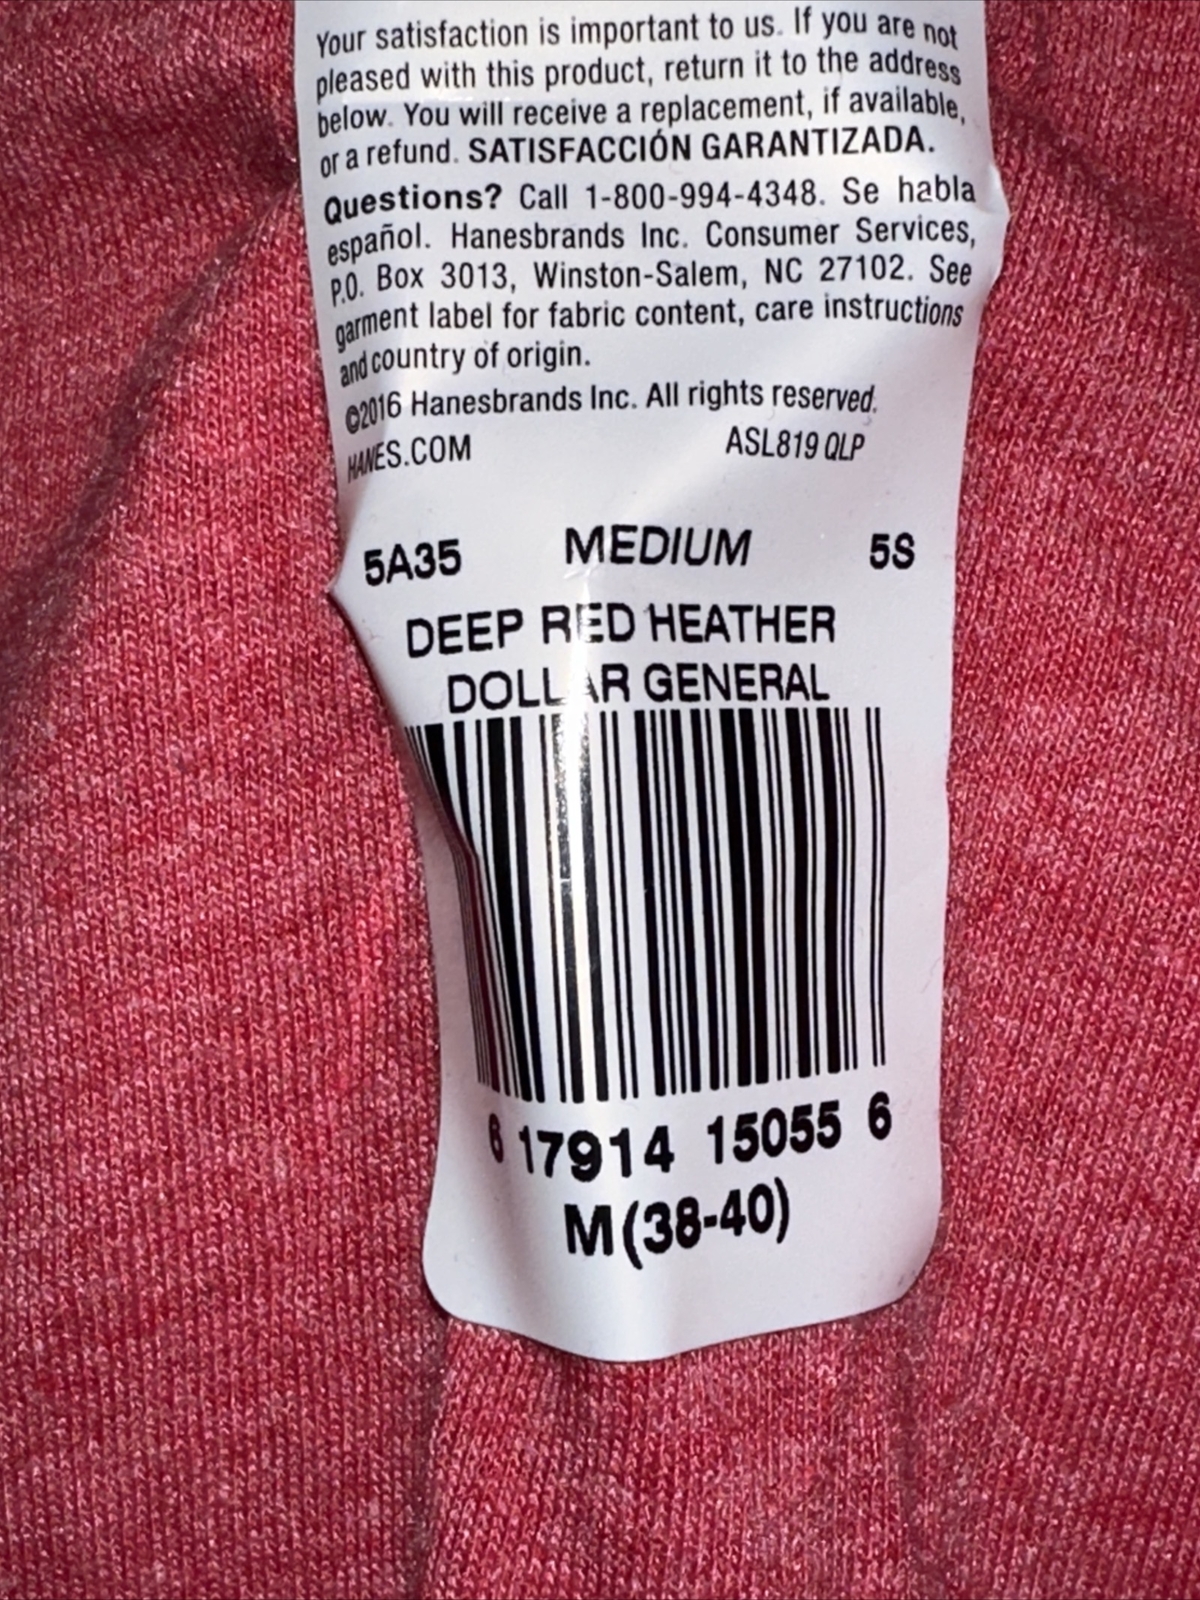 Your satisfaction is important to us. If you are not
pleased with this product, return it to the address
below. You will receive a replacement, if available,
or a refund. SATISFACCIÓN GARANTIZADA.
Questions? Call 1-800-994-4348. Se habla
español. Hanesbrands Inc. Consumer Services,
P.O. Box 3013, Winston-Salem, NC 27102. See
garment label for fabric content, care instructions
and country of origin.
©2016 Hanesbrands Inc. All rights reserved.
HANES.COM ASL819 QLP
5A35 MEDIUM 5S
DEEP RED HEATHER
DOLLAR GENERAL
6 17914 15055 6
M(38-40)